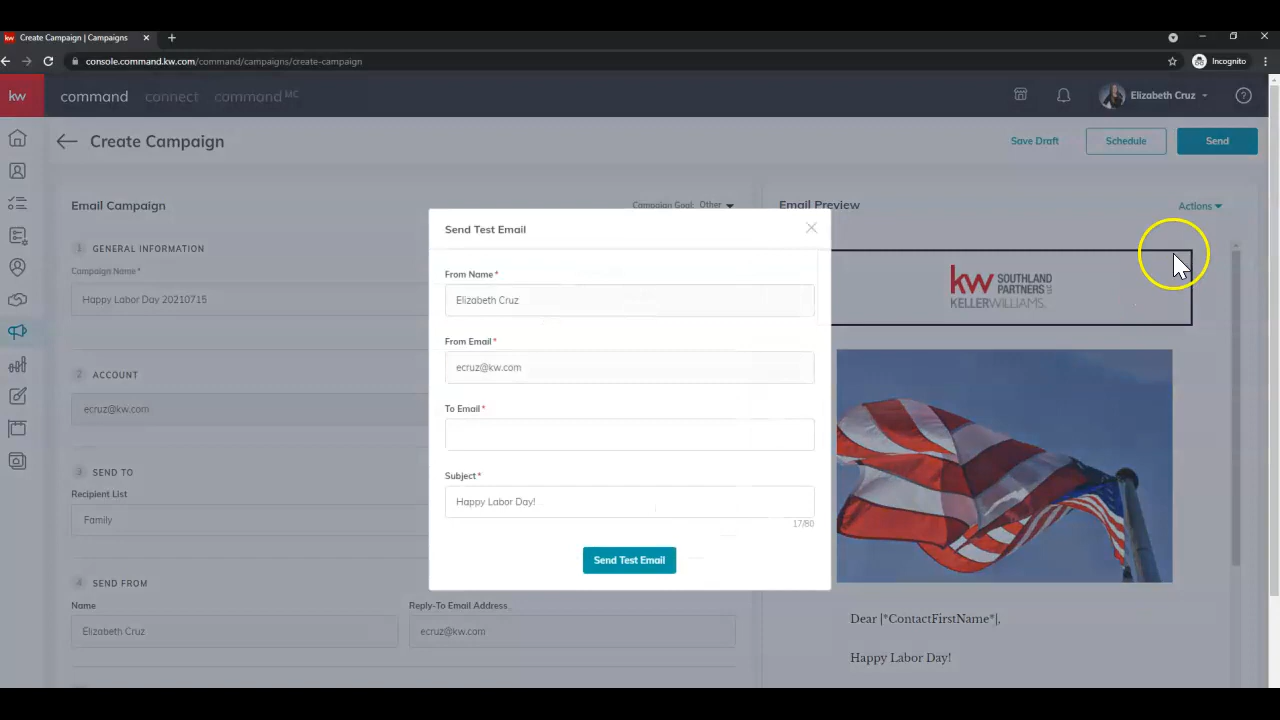 Create Campaign | Campaigns
console.command.kw.com/command/campaigns/create-campaign
Incognito
kw
command connect command MC
Elizabeth Cruz
Create Campaign
Save Draft
Schedule
Send
Email Campaign
Campaign Goal: Other
Email Preview
Actions
1 GENERAL INFORMATION
Campaign Name*
Happy Labor Day 20210715
2 ACCOUNT
ecruz@kw.com
3 SEND TO
Recipient List
Family
4 SEND FROM
Name
Elizabeth Cruz
Reply-To Email Address
ecruz@kw.com
Send Test Email
From Name*
Elizabeth Cruz
From Email*
ecruz@kw.com
To Email*
Subject*
Happy Labor Day!
17/80
Send Test Email
kw SOUTHLAND
PARTNERS
KELLERWILLIAMS.
Dear |*ContactFirstName*|,
Happy Labor Day!